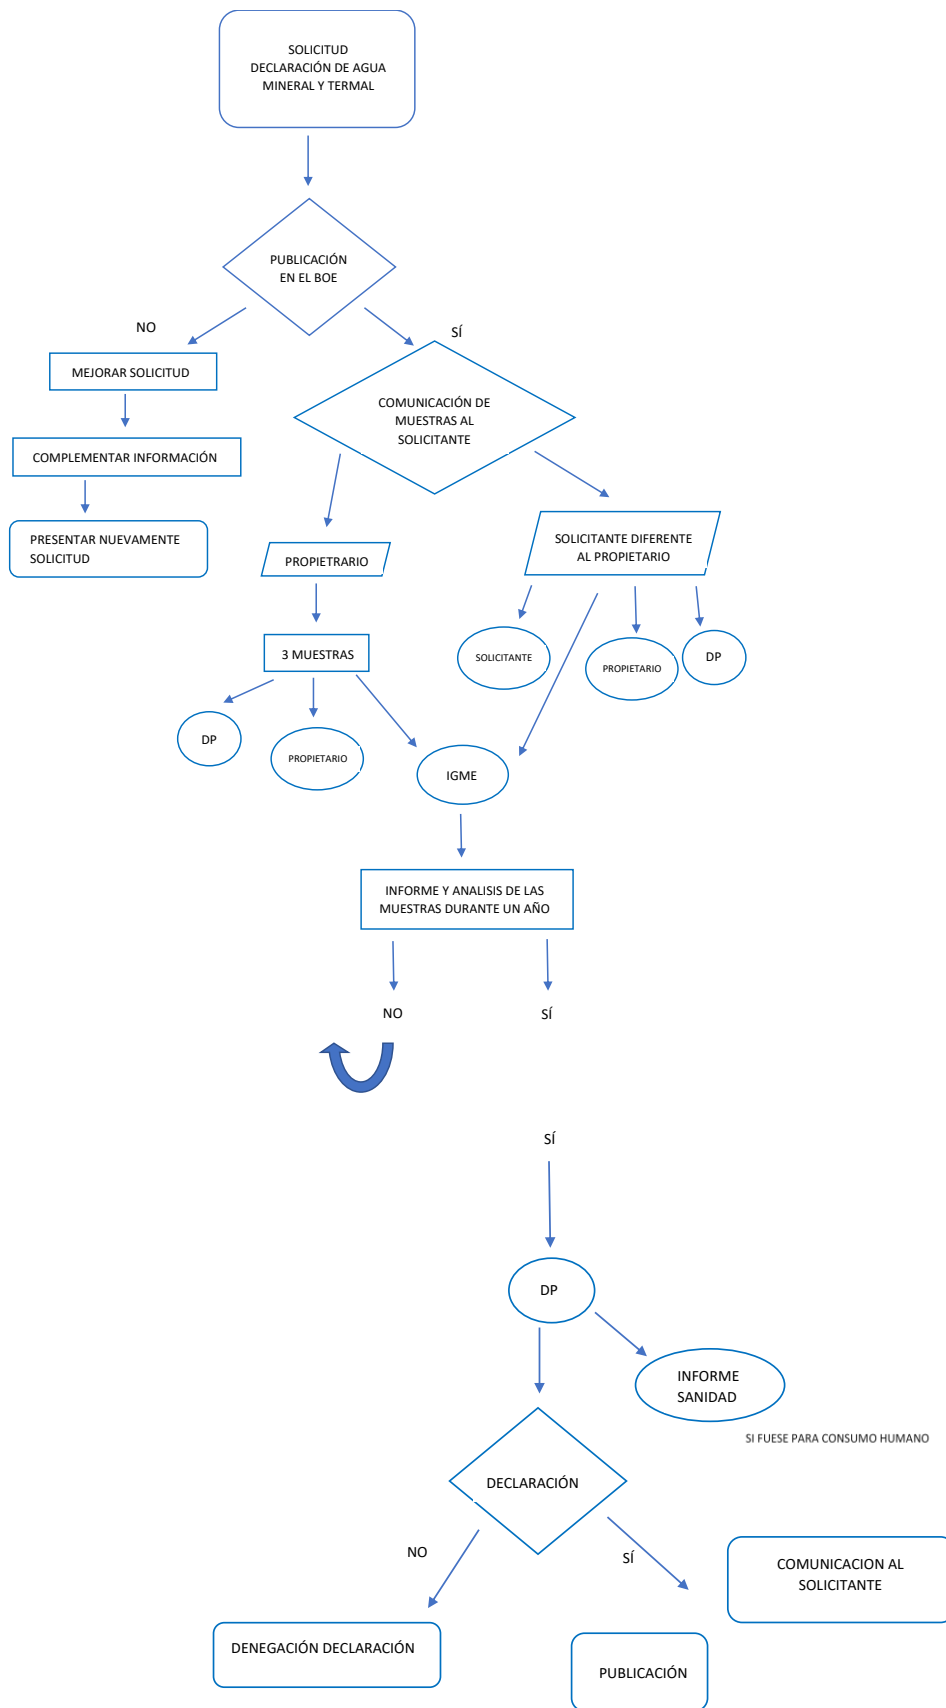 SOLICITUD
DECLARACIÓN DE AGUA
MINERAL Y TERMAL
PUBLICACIÓN
EN EL BOE
NO
SÍ
MEJORAR SOLICITUD
COMUNICACIÓN DE
MUESTRAS AL
SOLICITANTE
COMPLEMENTAR INFORMACIÓN
PRESENTAR NUEVAMENTE
SOLICITUD
PROPIETRARIO
SOLICITANTE DIFERENTE
AL PROPIETARIO
3 MUESTRAS
SOLICITANTE
PROPIETARIO
DP
DP
PROPIETARIO
IGME
INFORME Y ANALISIS DE LAS
MUESTRAS DURANTE UN AÑO
NO
SÍ
SÍ
DP
INFORME
SANIDAD
SI FUESE PARA CONSUMO HUMANO
DECLARACIÓN
NO
SÍ
COMUNICACION AL
SOLICITANTE
DENEGACIÓN DECLARACIÓN
PUBLICACIÓN